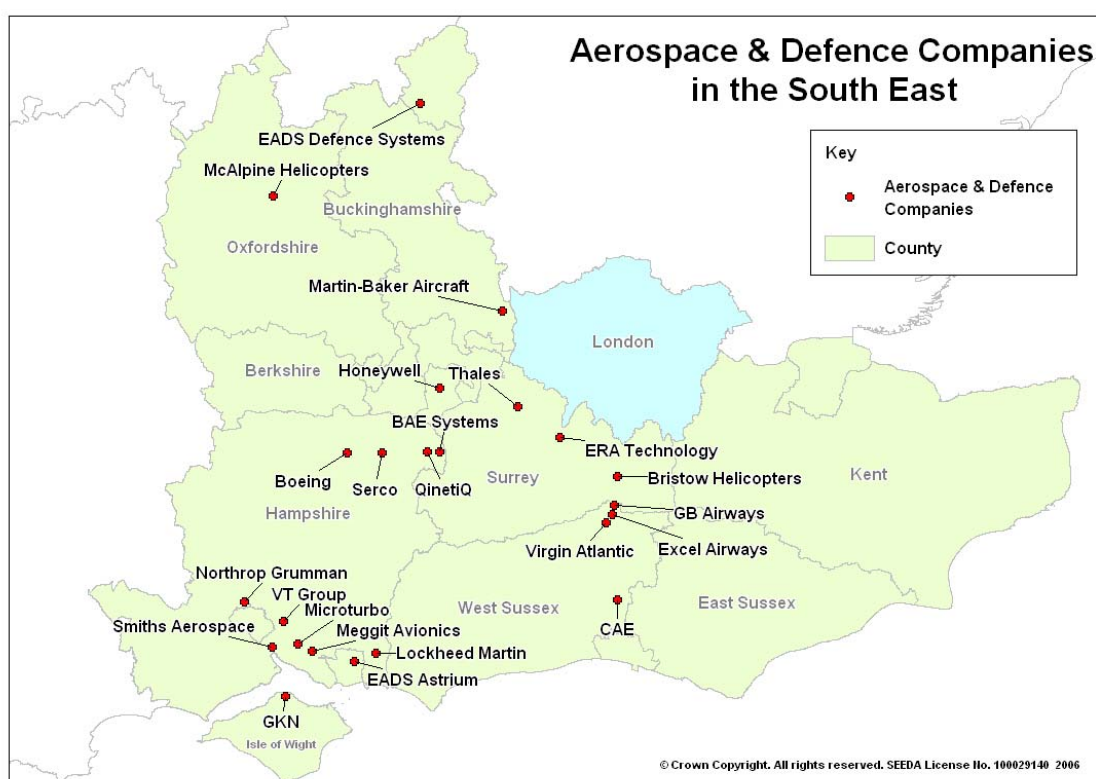 Aerospace & Defence Companies
in the South East
Key
Aerospace & Defence
Companies
County
EADS Defence Systems
McAlpine Helicopters
Buckinghamshire
Oxfordshire
Martin-Baker Aircraft
London
Berkshire
Honeywell
Thales
BAE Systems
ERA Technology
Boeing
Serco
QinetiQ
Surrey
Bristow Helicopters
Kent
Hampshire
GB Airways
Virgin Atlantic
Excel Airways
Northrop Grumman
VT Group
Microturbo
Smiths Aerospace
Meggit Avionics
West Sussex
East Sussex
CAE
Lockheed Martin
EADS Astrium
GKN
Isle of Wight
© Crown Copyright. All rights reserved. SEEDA License No. 100029140 2006